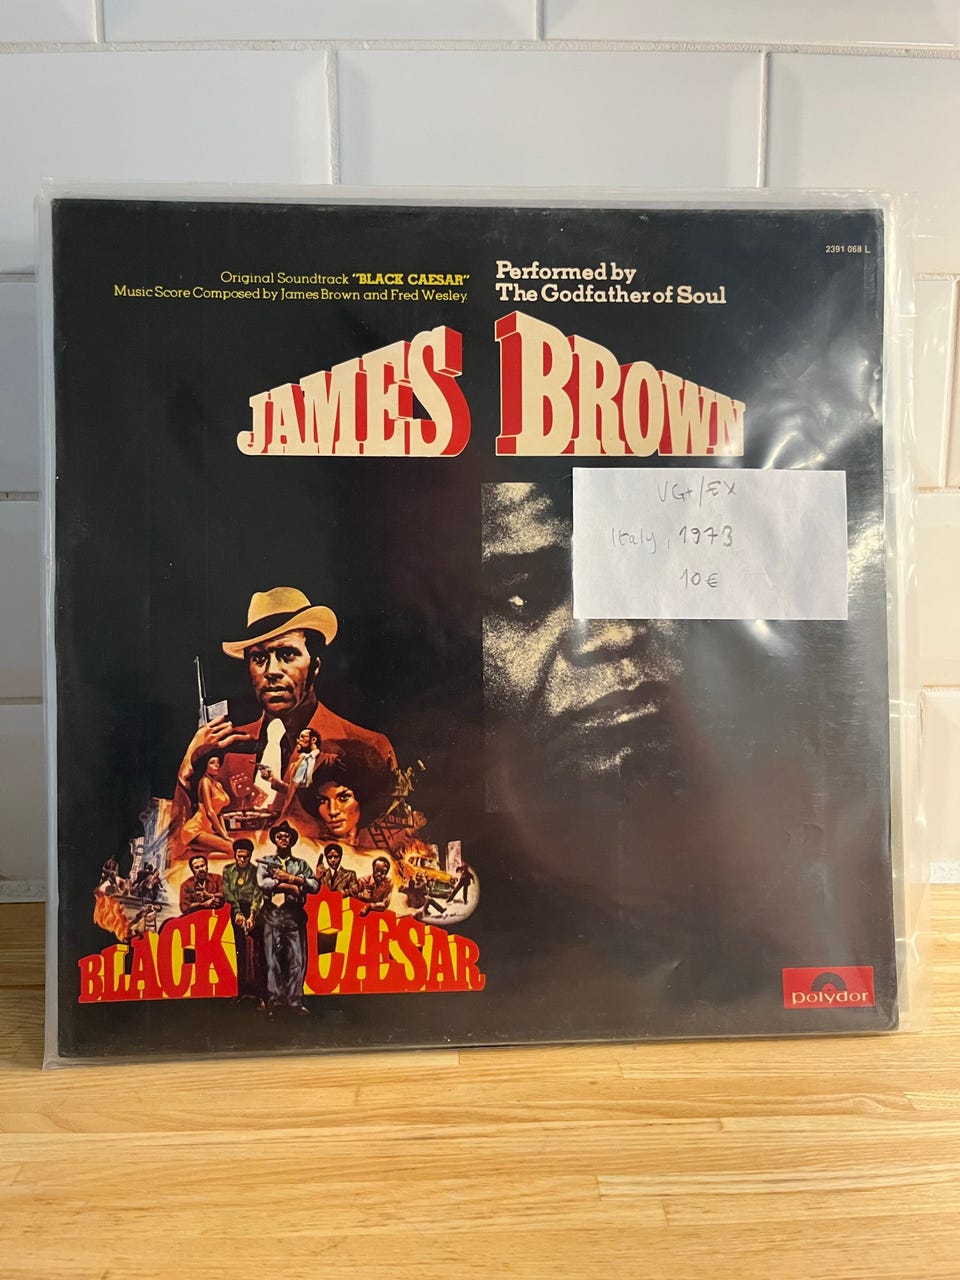 2391 068 L
Original Soundtrack "BLACK CAESAR"
Music Score Composed by James Brown and Fred Wesley.
Performed by
The Godfather of Soul
JAMES BROWN
VG+/EX
Italy, 1973
10€
BLACK CÆSAR
polydor